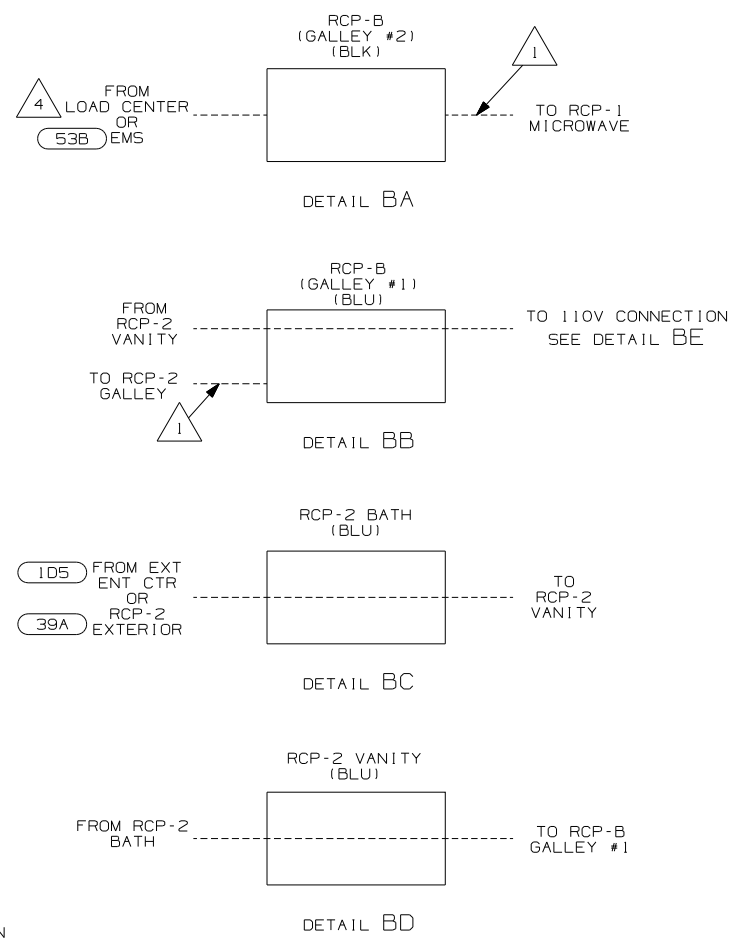 RCP-B
(GALLEY #2)
(BLK)
1
4
FROM
LOAD CENTER
OR
53B
EMS
TO RCP-1
MICROWAVE
DETAIL BA
RCP-B
(GALLEY #1)
(BLU)
FROM
RCP-2
VANITY
TO 110V CONNECTION
SEE DETAIL BE
TO RCP-2
GALLEY
1
DETAIL BB
RCP-2 BATH
(BLU)
1D5
FROM EXT
ENT CTR
OR
39A
RCP-2
EXTERIOR
TO
RCP-2
VANITY
DETAIL BC
RCP-2 VANITY
(BLU)
FROM RCP-2
BATH
TO RCP-B
GALLEY #1
DETAIL BD
N